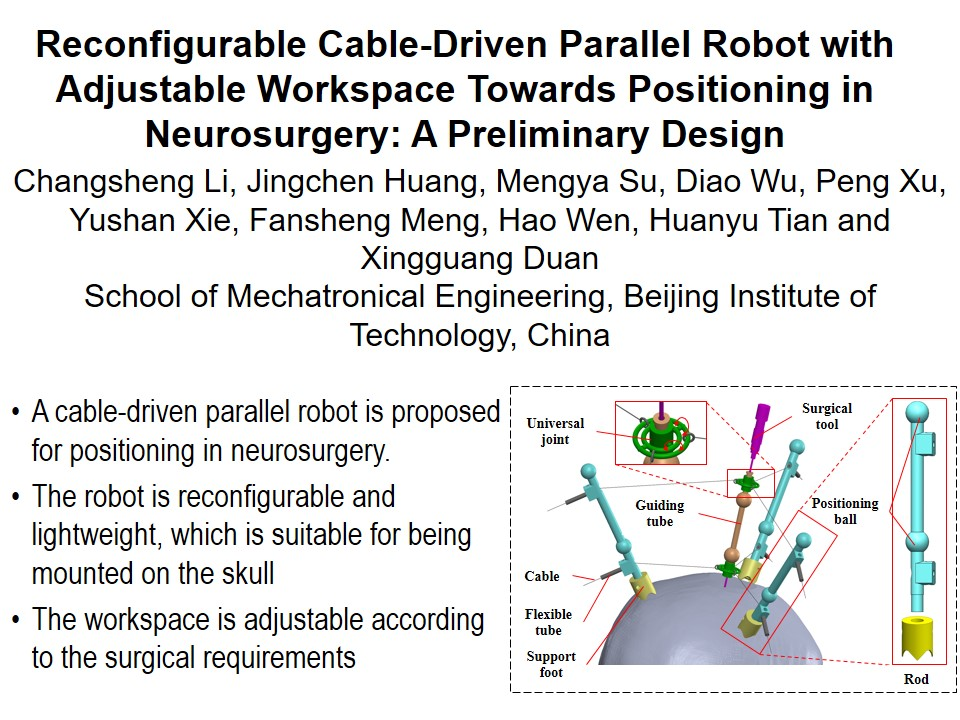 Reconfigurable Cable-Driven Parallel Robot with
Adjustable Workspace Towards Positioning in
Neurosurgery: A Preliminary Design
Changsheng Li, Jingchen Huang, Mengya Su, Diao Wu, Peng Xu,
Yushan Xie, Fansheng Meng, Hao Wen, Huanyu Tian and
Xingguang Duan
School of Mechatronical Engineering, Beijing Institute of
Technology, China
• A cable-driven parallel robot is proposed
for positioning in neurosurgery.
• The robot is reconfigurable and
lightweight, which is suitable for being
mounted on the skull
• The workspace is adjustable according
to the surgical requirements
Universal
joint
Surgical
tool
Guiding
tube
Positioning
ball
Cable
Flexible
tube
Support
foot
Rod